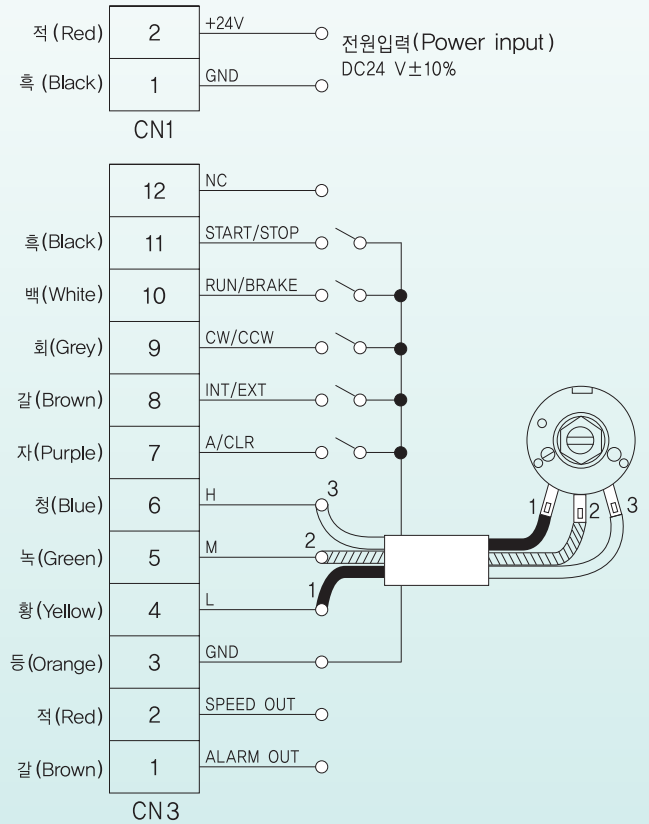 적(Red) 2 +24V 전원입력(Power input)
DC24 V±10%
흑(Black) 1 GND
CN1
12 NC
흑(Black) 11 START/STOP
백(White) 10 RUN/BRAKE
회(Grey) 9 CW/CCW
갈(Brown) 8 INT/EXT
자(Purple) 7 A/CLR
청(Blue) 6 H 3
1 2 3
녹(Green) 5 M 2
황(Yellow) 4 L 1
등(Orange) 3 GND
적(Red) 2 SPEED OUT
갈(Brown) 1 ALARM OUT
CN3